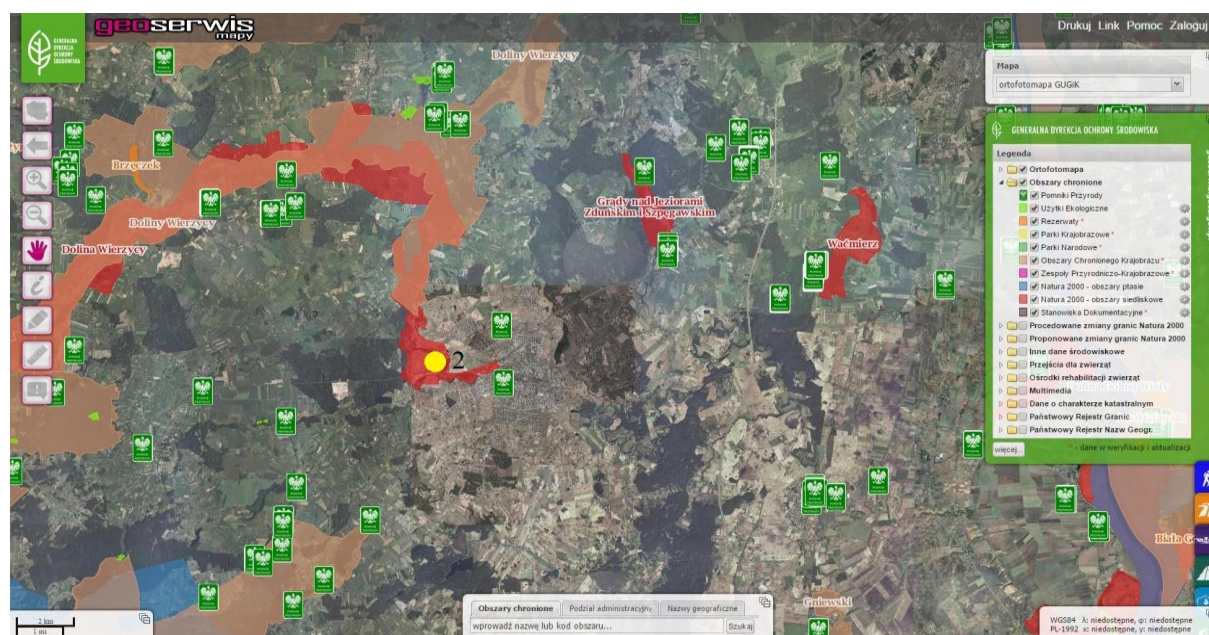 GENERALNA
DYREKCJA
OCHRONY
ŚRODOWISKA
geoserwis
mapy
Drukuj Link Pomoc Zaloguj
Mapa
ortofotomapa GUGiK
GENERALNA DYREKCJA OCHRONY ŚRODOWISKA
Legenda
Ortofotomapa
Obszary chronione
Pomniki Przyrody
Użytki Ekologiczne
Rezerwaty *
Parki Krajobrazowe *
Parki Narodowe *
Obszary Chronionego Krajobrazu *
Zespoły Przyrodniczo-Krajobrazowe *
Natura 2000 - obszary ptasie
Natura 2000 - obszary siedliskowe
Stanowiska Dokumentacyjne *
Procedowane zmiany granic Natura 2000
Proponowane zmiany granic Natura 2000
Inne dane środowiskowe
Przejścia dla zwierząt
Ośrodki rehabilitacji zwierząt
Multimedia
Dane o charakterze katastralnym
Państwowy Rejestr Granic
Państwowy Rejestr Nazw Geogr.
więcej...
* - dane w weryfikacji i aktualizacji
Doliny Wierzycy
Brzęczek
Doliny Wierzycy
Dolina Wierzycy
Grądy nad Jeziorami
Zduńskim i Szpęgawskim
Waćmierz
2
Biała G
Gniewski
2 km
1 mi
Obszary chronione Podział administracyjny Nazwy geograficzne
wprowadź nazwę lub kod obszaru... Szukaj
WGS84 λ: niedostępne, φ: niedostępne
PL-1992 x: niedostępne, y: niedostępne